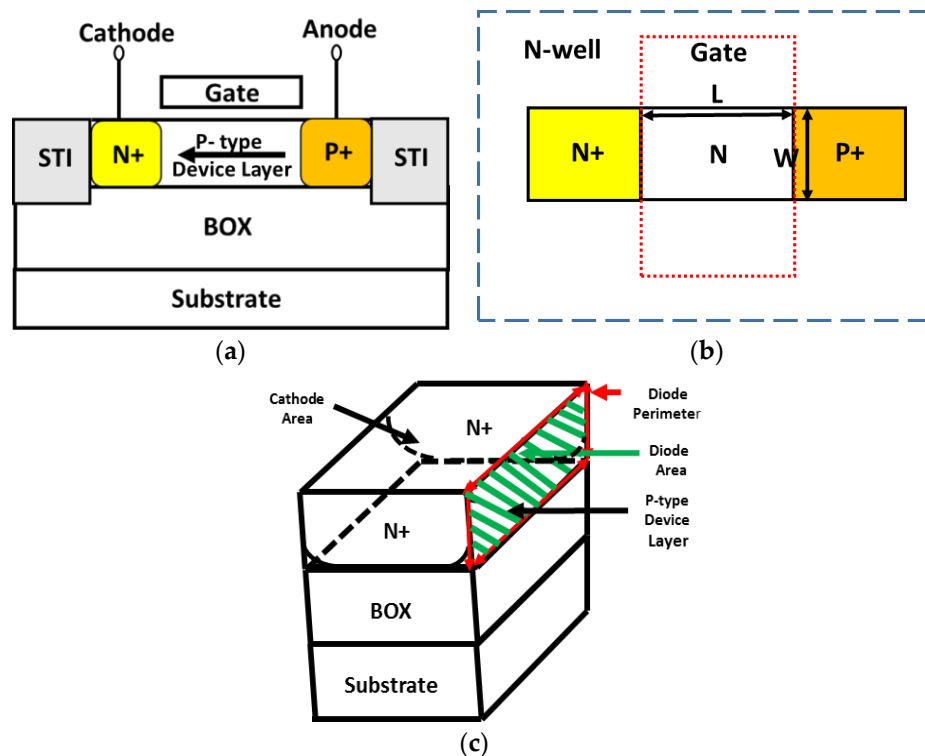 Cathode
Anode
Gate
STI
N+
P- type
Device Layer
P+
STI
BOX
Substrate
(a)
N-well
Gate
L
N+
N
W
P+
(b)
Cathode
Area
N+
Diode
Perimeter
Diode
Area
P-type
Device
Layer
N+
BOX
Substrate
(c)